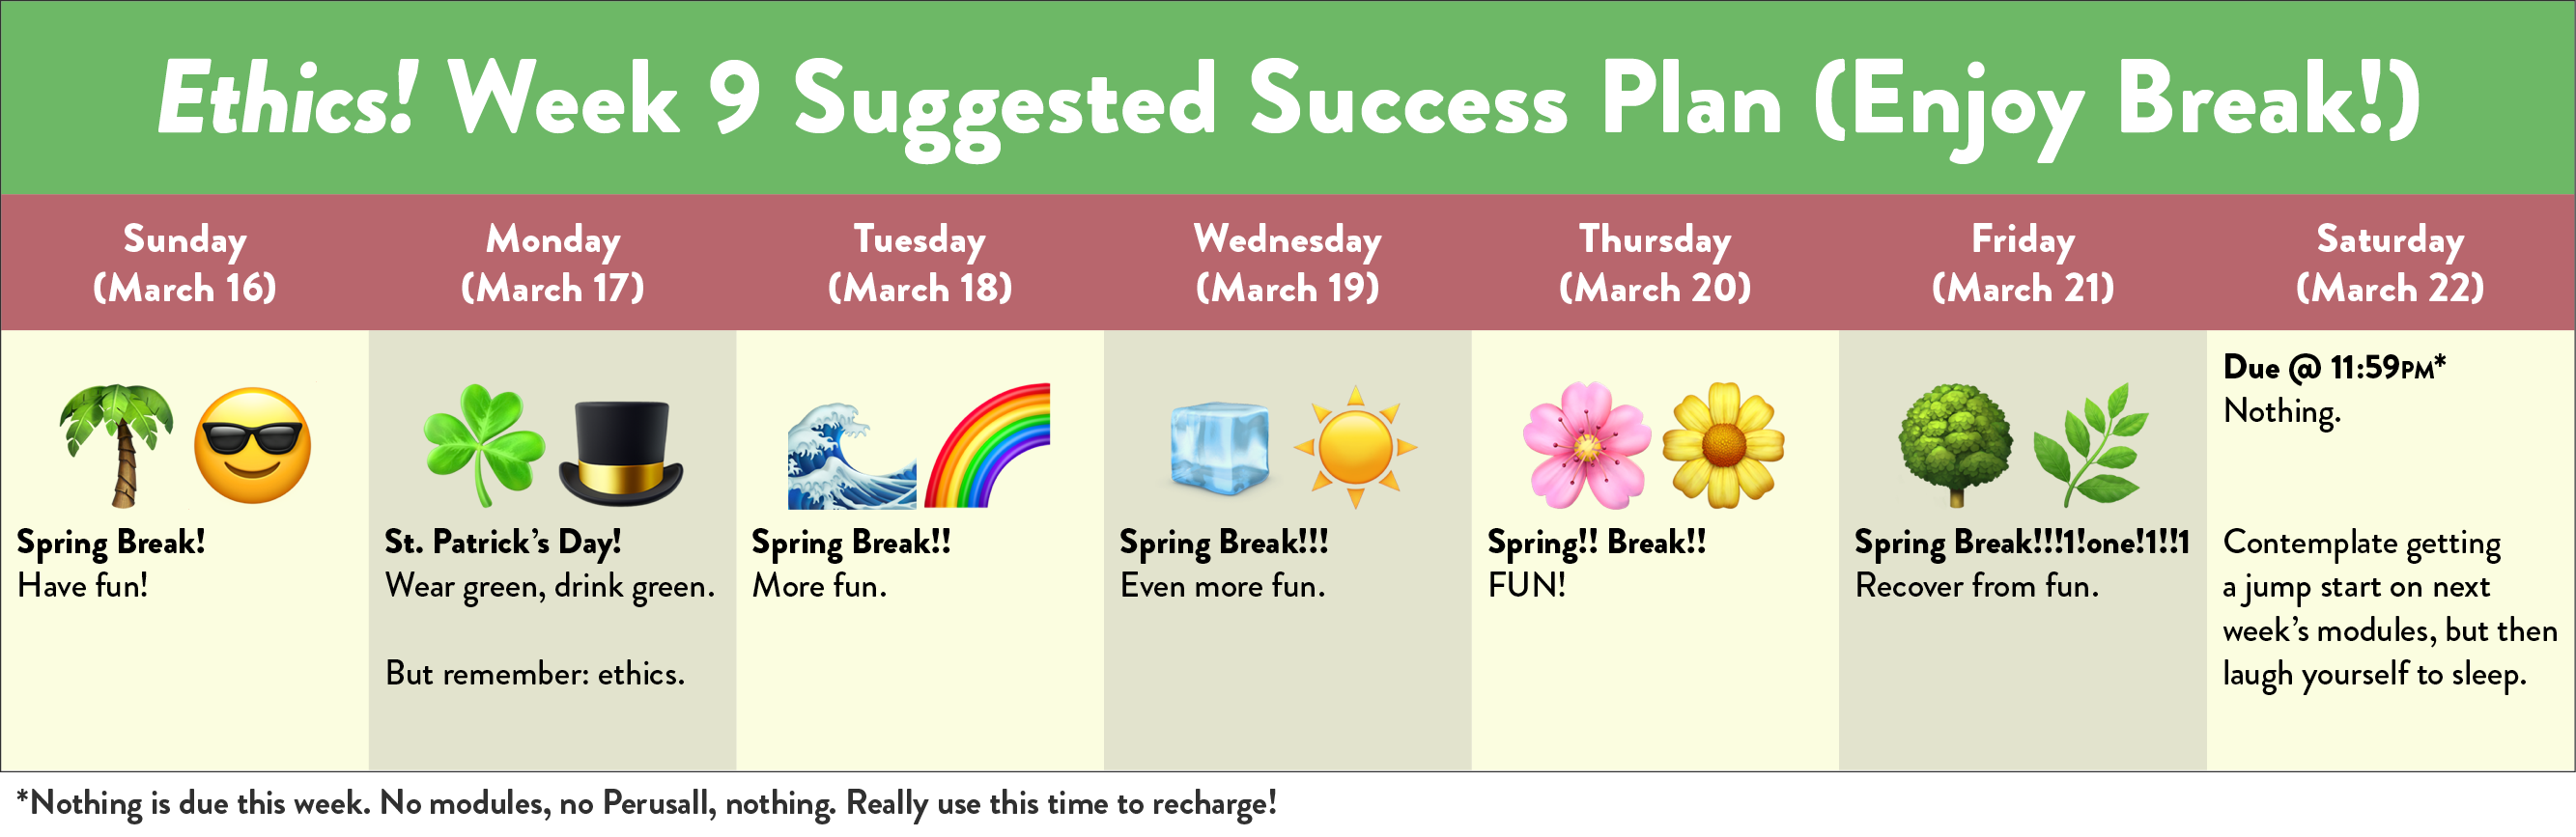 Ethics! Week 9 Suggested Success Plan (Enjoy Break!)
Sunday
(March 16)
Monday
(March 17)
Tuesday
(March 18)
Wednesday
(March 19)
Thursday
(March 20)
Friday
(March 21)
Saturday
(March 22)
Spring Break!
Have fun!
St. Patrick’s Day!
Wear green, drink green.
But remember: ethics.
Spring Break!!
More fun.
Spring Break!!!
Even more fun.
Spring!! Break!!
FUN!
Spring Break!!!1!one!1!!1
Recover from fun.
Due @ 11:59PM*
Nothing.
Contemplate getting
a jump start on next
week’s modules, but then
laugh yourself to sleep.
*Nothing is due this week. No modules, no Perusall, nothing. Really use this time to recharge!